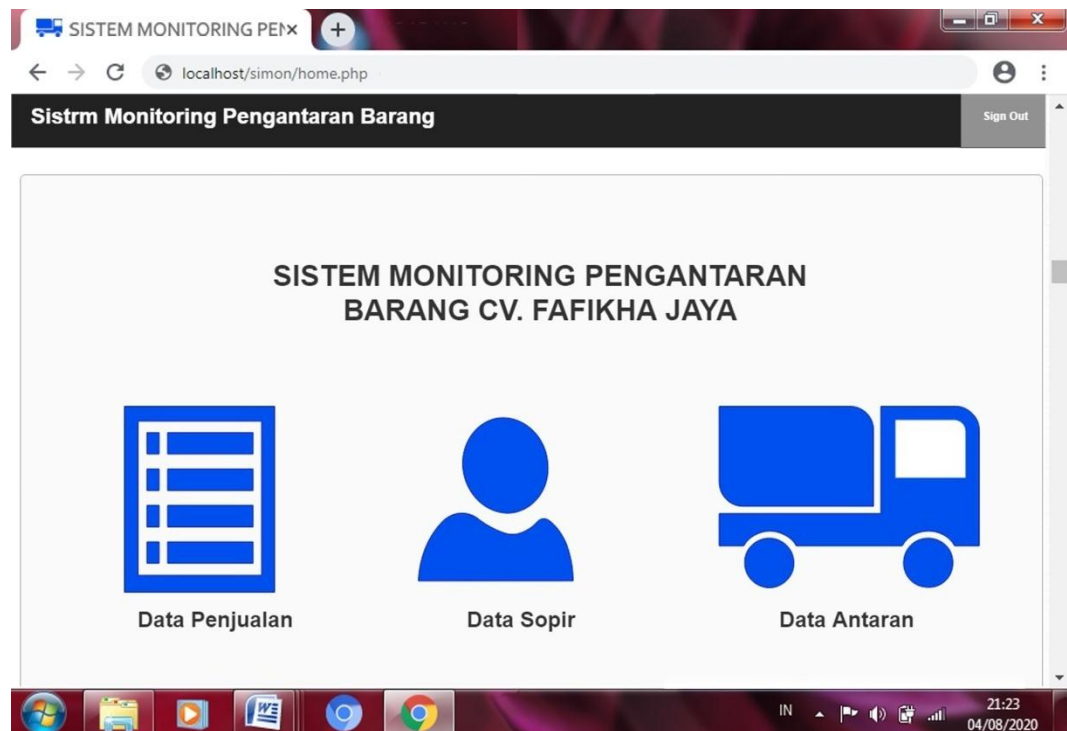 SISTEM MONITORING PEN
localhost/simon/home.php
Sistrm Monitoring Pengantaran Barang
Sign Out
SISTEM MONITORING PENGANTARAN
BARANG CV. FAFIKHA JAYA
Data Penjualan
Data Sopir
Data Antaran
IN
21:23
04/08/2020